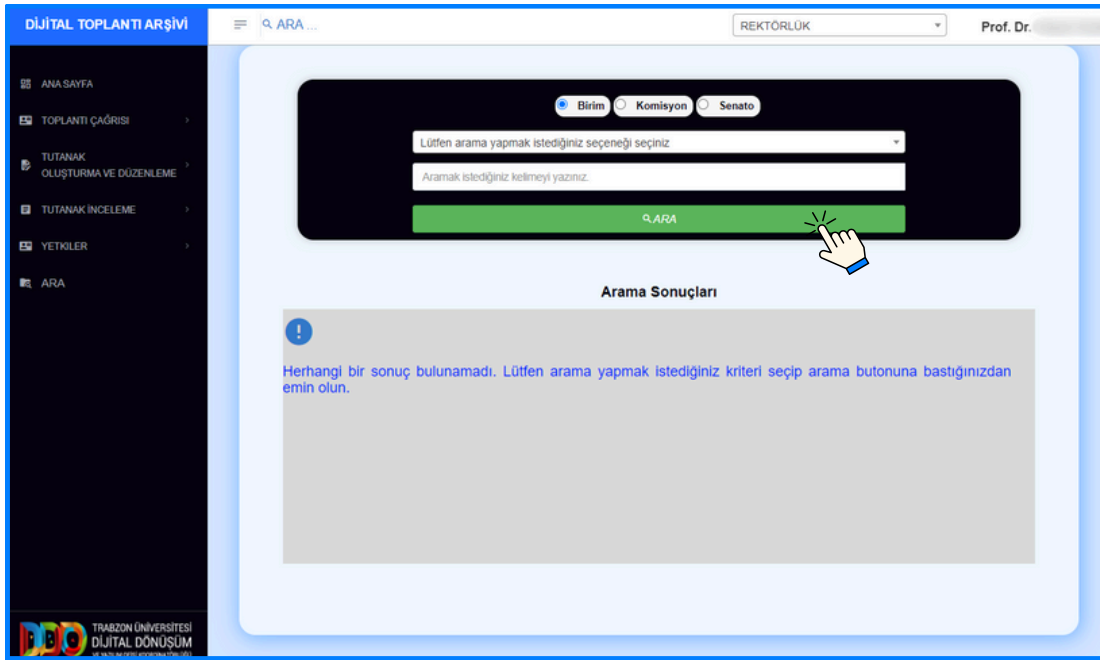 DİJİTAL TOPLANTI ARŞİVİ
ARA ...
REKTÖRLÜK
Prof. Dr.
ANA SAYFA
TOPLANTI ÇAĞRISI
TUTANAK
OLUŞTURMA VE DÜZENLEME
TUTANAK İNCELEME
YETKİLER
ARA
Birim Komisyon Senato
Lütfen arama yapmak istediğiniz seçeneği seçiniz
Aramak istediğiniz kelimeyi yazınız.
ARA
Arama Sonuçları
Herhangi bir sonuç bulunamadı. Lütfen arama yapmak istediğiniz kriteri seçip arama butonuna bastığınızdan
emin olun.
TRABZON ÜNİVERSİTESİ
DİJİTAL DÖNÜŞÜM